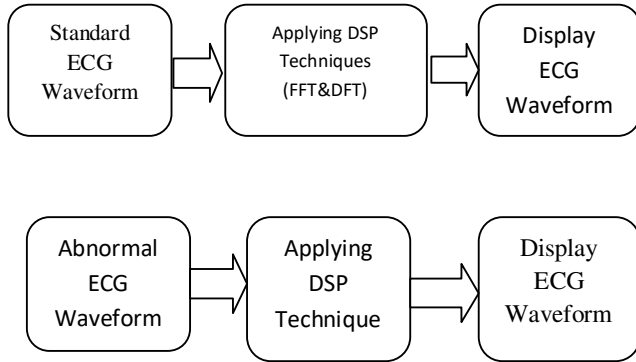 Standard
ECG
Waveform
Applying DSP
Techniques
(FFT&DFT)
Display
ECG
Waveform
Abnormal
ECG
Waveform
Applying
DSP
Technique
Display
ECG
Waveform